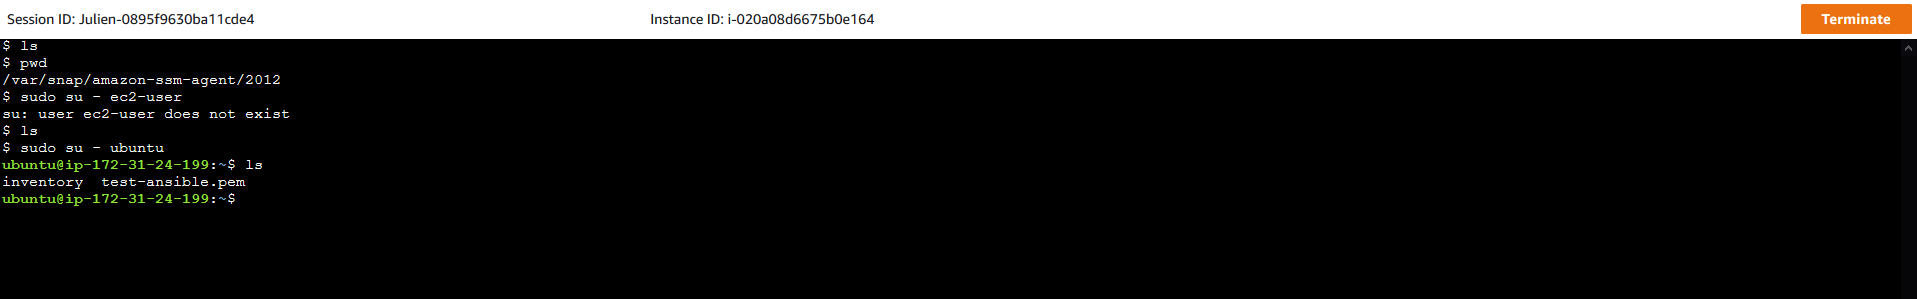 Session ID: Julien-0895f9630ba11cde4 Instance ID: i-020a08d6675b0e164 Terminate
$ ls
$ pwd
/var/snap/amazon-ssm-agent/2012
$ sudo su - ec2-user
su: user ec2-user does not exist
$ ls
$ sudo su - ubuntu
ubuntu@ip-172-31-24-199:~$ ls
inventory  test-ansible.pem
ubuntu@ip-172-31-24-199:~$